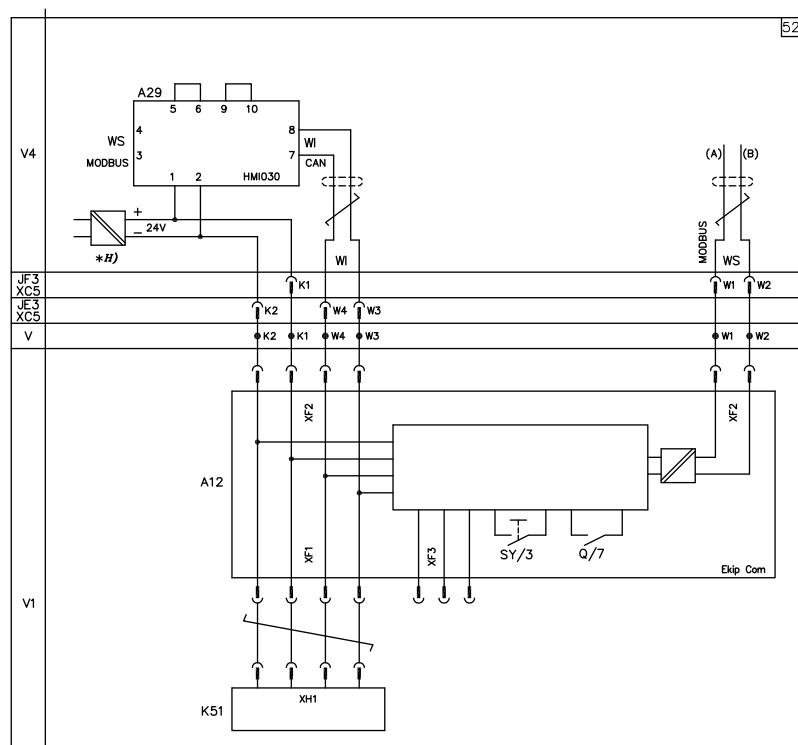 52
A29
5 6 9 10
4 8
WS WI
3 7
MODBUS CAN
1 2 HMI030
V4
(A) (B)
+
24V
−
*H)
WI
MODBUS
WS
JF3
XC5
K1 W1 W2
JE3
XC5
K2 W4 W3
V
K2 K1 W4 W3 W1 W2
XF2 XF2
A12
XF1 XF3
SY/3 Q/7
Ekip Com
V1
XH1
K51